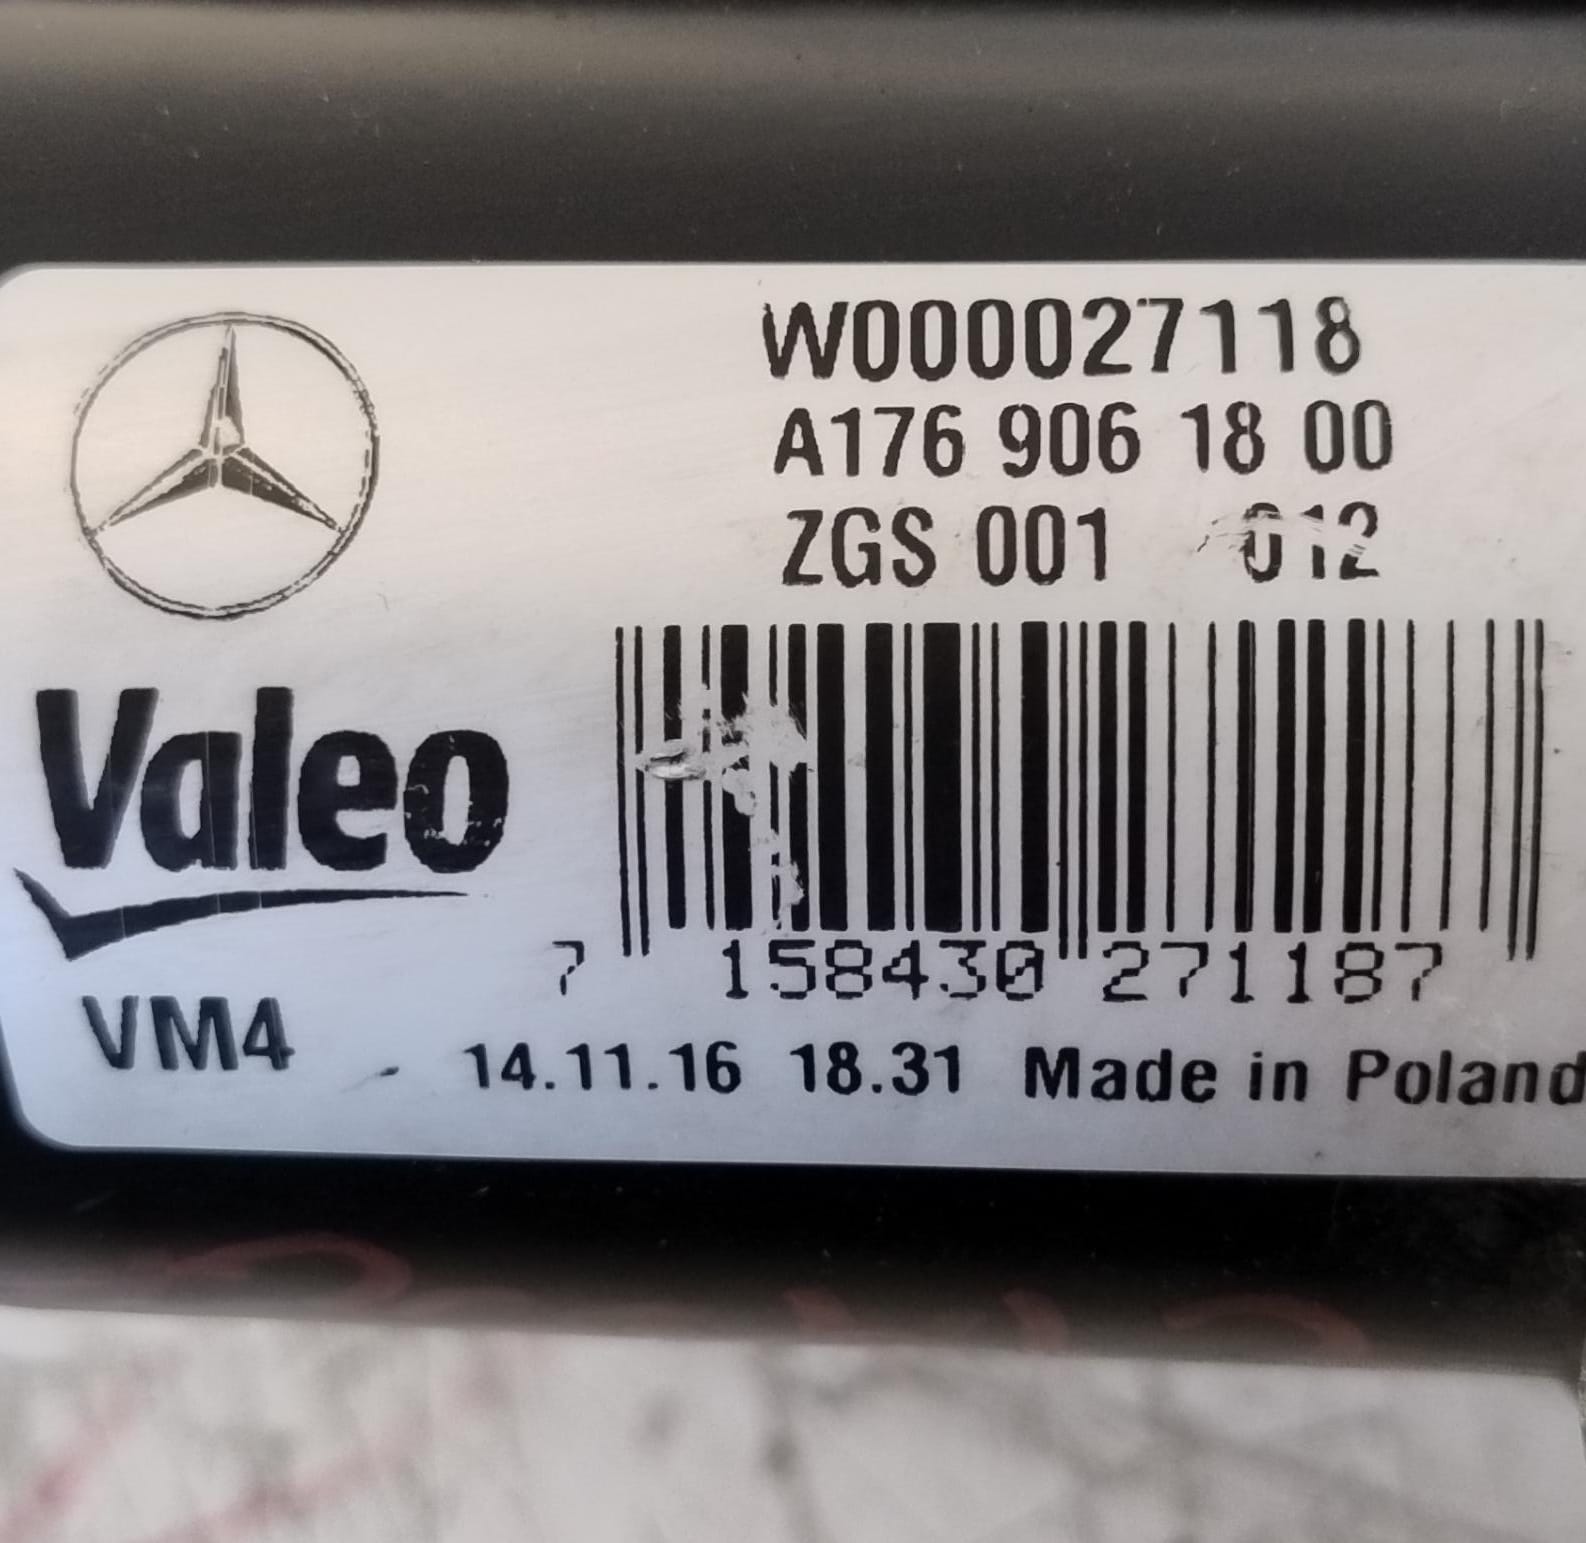 W000027118
A176 906 18 00
ZGS 001 012
Valeo
7 158430 271187
VM4 14.11.16 18.31 Made in Poland